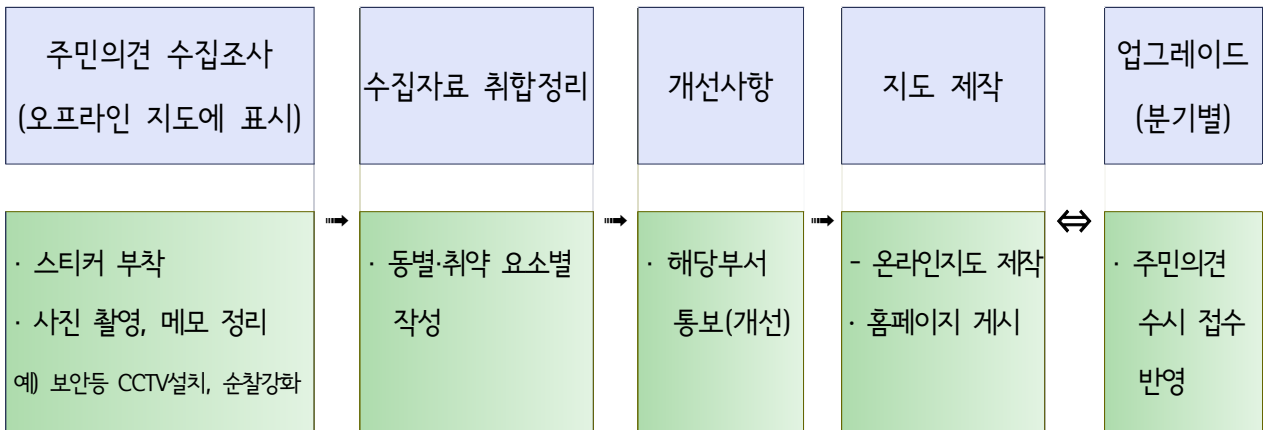 주민의견 수집조사
(오프라인 지도에 표시)
수집자료 취합정리
개선사항
지도 제작
업그레이드
(분기별)
· 스티커 부착
· 사진 촬영, 메모 정리
예) 보안등 CCTV설치, 순찰강화
➟
· 동별·취약 요소별
작성
➟
· 해당부서
통보(개선)
➟
- 온라인지도 제작
· 홈페이지 게시
⇔
· 주민의견
수시 접수
반영